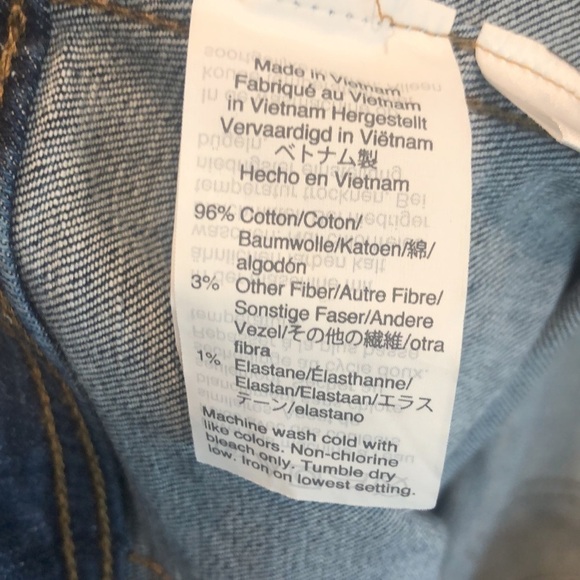 Made in Vietnam
Fabriqué au Vietnam
in Vietnam Hergestellt
Vervaardigd in Viëtnam
ベトナム製
Hecho en Vietnam
96% Cotton/Coton/
Baumwolle/Katoen/綿/
algodón
3% Other Fiber/Autre Fibre/
Sonstige Faser/Andere
Vezel/その他の繊維/otra
fibra
1% Elastane/Élasthanne/
Elastan/Elastaan/エラス
テーン/elastano
Machine wash cold with
like colors. Non-chlorine
bleach only. Tumble dry
low. Iron on lowest setting.